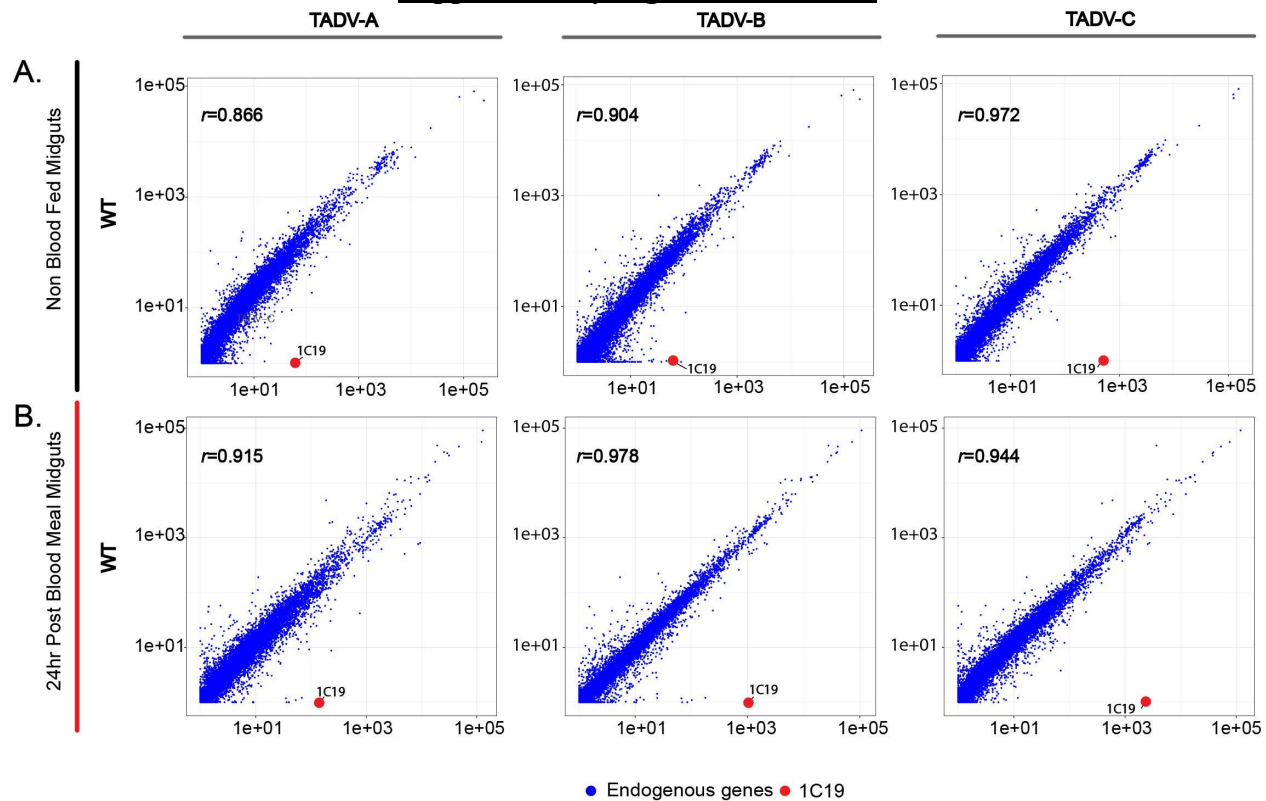 TADV-A TADV-B TADV-C
A.
Non Blood Fed Midguts
WT
1e+05 1e+05 1e+05
r=0.866 r=0.904 r=0.972
1e+03 1e+03 1e+03
1e+01 1e+01 1e+01
1C19 1C19 1C19
1e+01 1e+03 1e+05 1e+01 1e+03 1e+05 1e+01 1e+03 1e+05
B.
24hr Post Blood Meal Midguts
WT
1e+05 1e+05 1e+05
r=0.915 r=0.978 r=0.944
1e+03 1e+03 1e+03
1e+01 1e+01 1e+01
1C19 1C19 1C19
1e+01 1e+03 1e+05 1e+01 1e+03 1e+05 1e+01 1e+03 1e+05
Endogenous genes 1C19